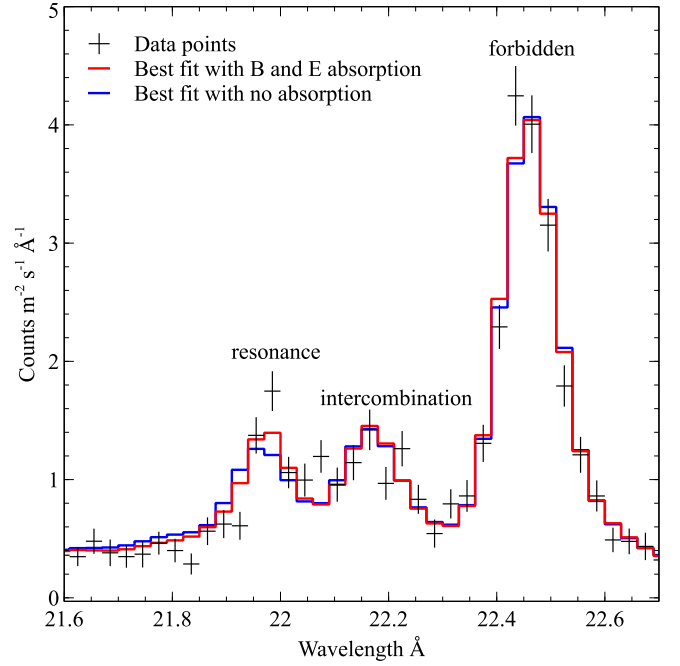 5
Data points
Best fit with B and E absorption
Best fit with no absorption
forbidden
4
3
Counts m⁻² s⁻¹ Å⁻¹
2
resonance
intercombination
1
0
21.6 21.8 22 22.2 22.4 22.6
Wavelength Å